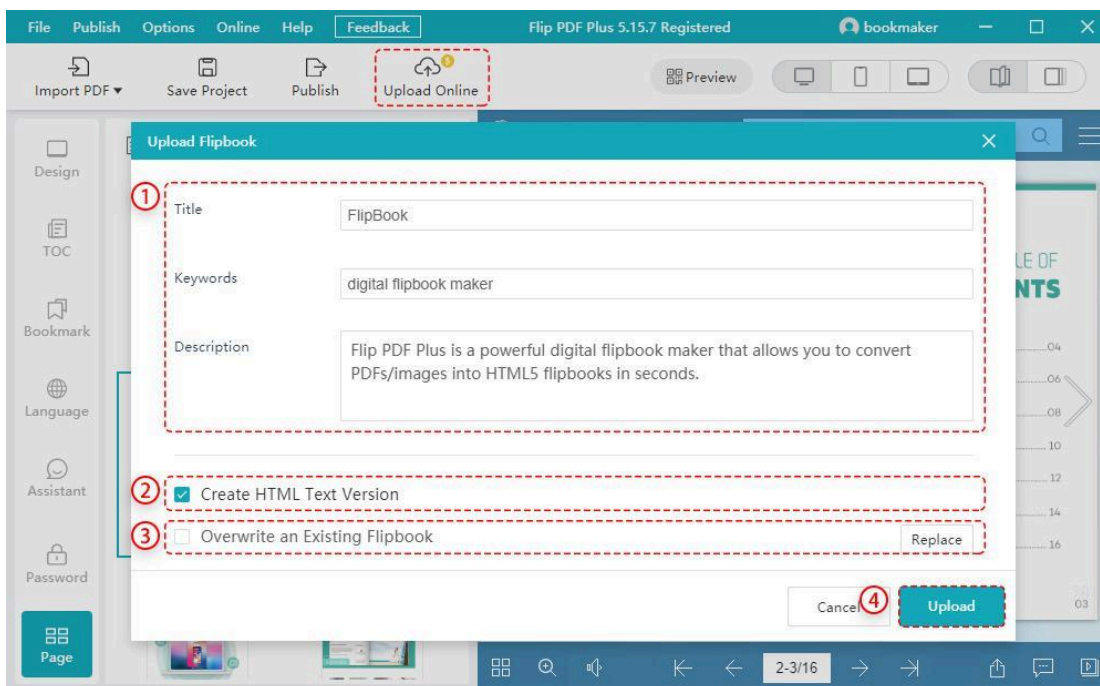 File Publish Options Online Help Feedback Flip PDF Plus 5.15.7 Registered bookmaker
Import PDF Save Project Publish Upload Online Preview
Upload Flipbook
Design
TOC
Bookmark
Language
Assistant
Password
Page
1
Title FlipBook
Keywords digital flipbook maker
Description Flip PDF Plus is a powerful digital flipbook maker that allows you to convert
PDFs/images into HTML5 flipbooks in seconds.
2 Create HTML Text Version
3 Overwrite an Existing Flipbook Replace
Cancel 4 Upload
LE OF
NTS
04
06
08
10
12
14
16
03
2-3/16